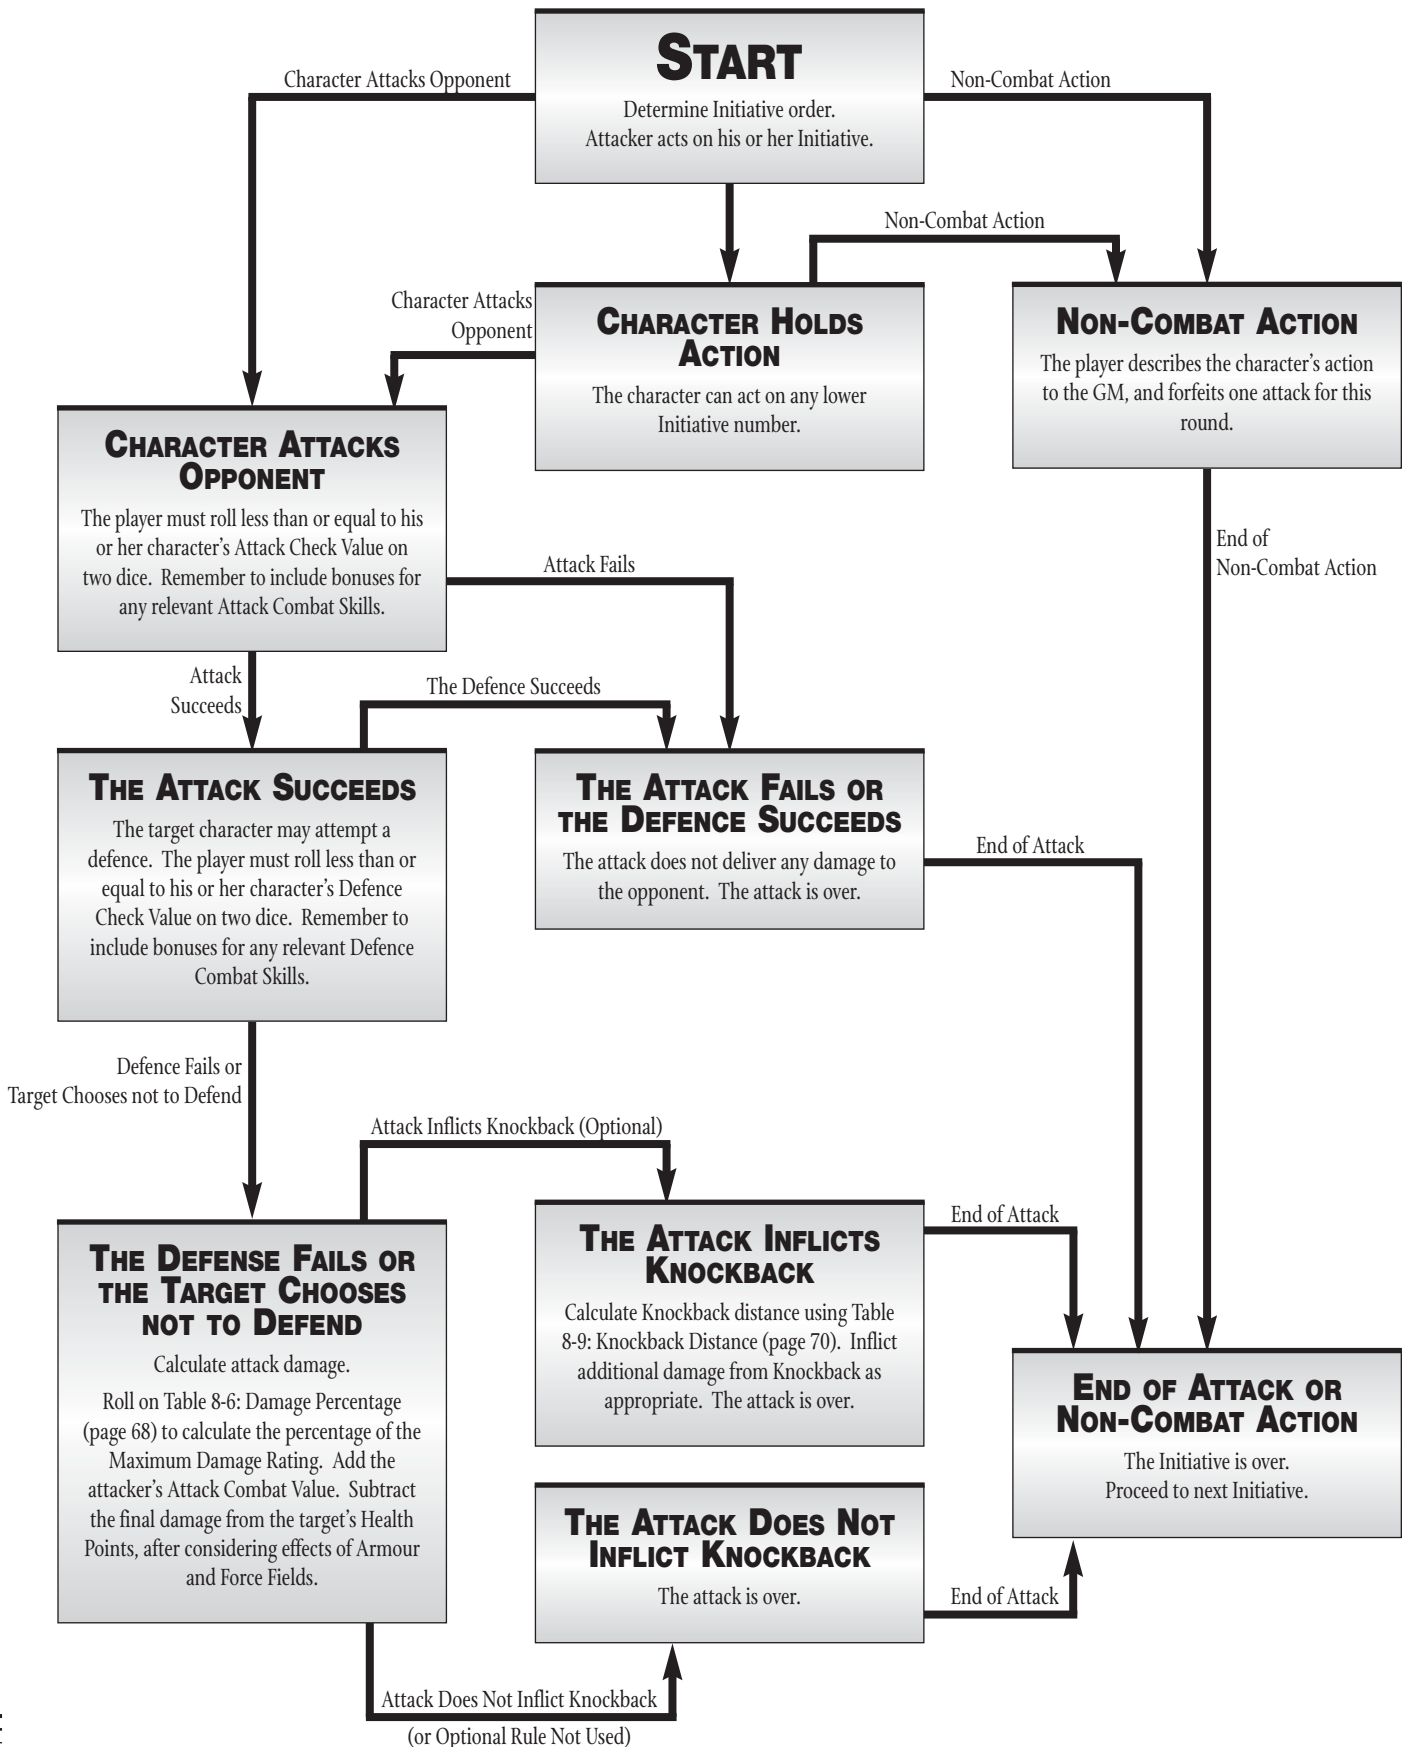 START
Determine Initiative order.
Attacker acts on his or her Initiative.
Character Attacks Opponent
Non-Combat Action
Non-Combat Action
Character Attacks
Opponent
CHARACTER HOLDS
ACTION
The character can act on any lower
Initiative number.
NON-COMBAT ACTION
The player describes the character's action
to the GM, and forfeits one attack for this
round.
CHARACTER ATTACKS
OPPONENT
The player must roll less than or equal to his
or her character's Attack Check Value on
two dice.  Remember to include bonuses for
any relevant Attack Combat Skills.
Attack Fails
End of
Non-Combat Action
Attack
Succeeds
The Defence Succeeds
THE ATTACK SUCCEEDS
The target character may attempt a
defence.  The player must roll less than or
equal to his or her character's Defence
Check Value on two dice.  Remember to
include bonuses for any relevant Defence
Combat Skills.
THE ATTACK FAILS OR
THE DEFENCE SUCCEEDS
The attack does not deliver any damage to
the opponent.  The attack is over.
End of Attack
Defence Fails or
Target Chooses not to Defend
Attack Inflicts Knockback (Optional)
THE DEFENSE FAILS OR
THE TARGET CHOOSES
NOT TO DEFEND
Calculate attack damage.
Roll on Table 8-6: Damage Percentage
(page 68) to calculate the percentage of the
Maximum Damage Rating.  Add the
attacker's Attack Combat Value.  Subtract
the final damage from the target's Health
Points, after considering effects of Armour
and Force Fields.
THE ATTACK INFLICTS
KNOCKBACK
Calculate Knockback distance using Table
8-9: Knockback Distance (page 70).  Inflict
additional damage from Knockback as
appropriate.  The attack is over.
End of Attack
END OF ATTACK OR
NON-COMBAT ACTION
The Initiative is over.
Proceed to next Initiative.
THE ATTACK DOES NOT
INFLICT KNOCKBACK
The attack is over.
End of Attack
Attack Does Not Inflict Knockback
(or Optional Rule Not Used)